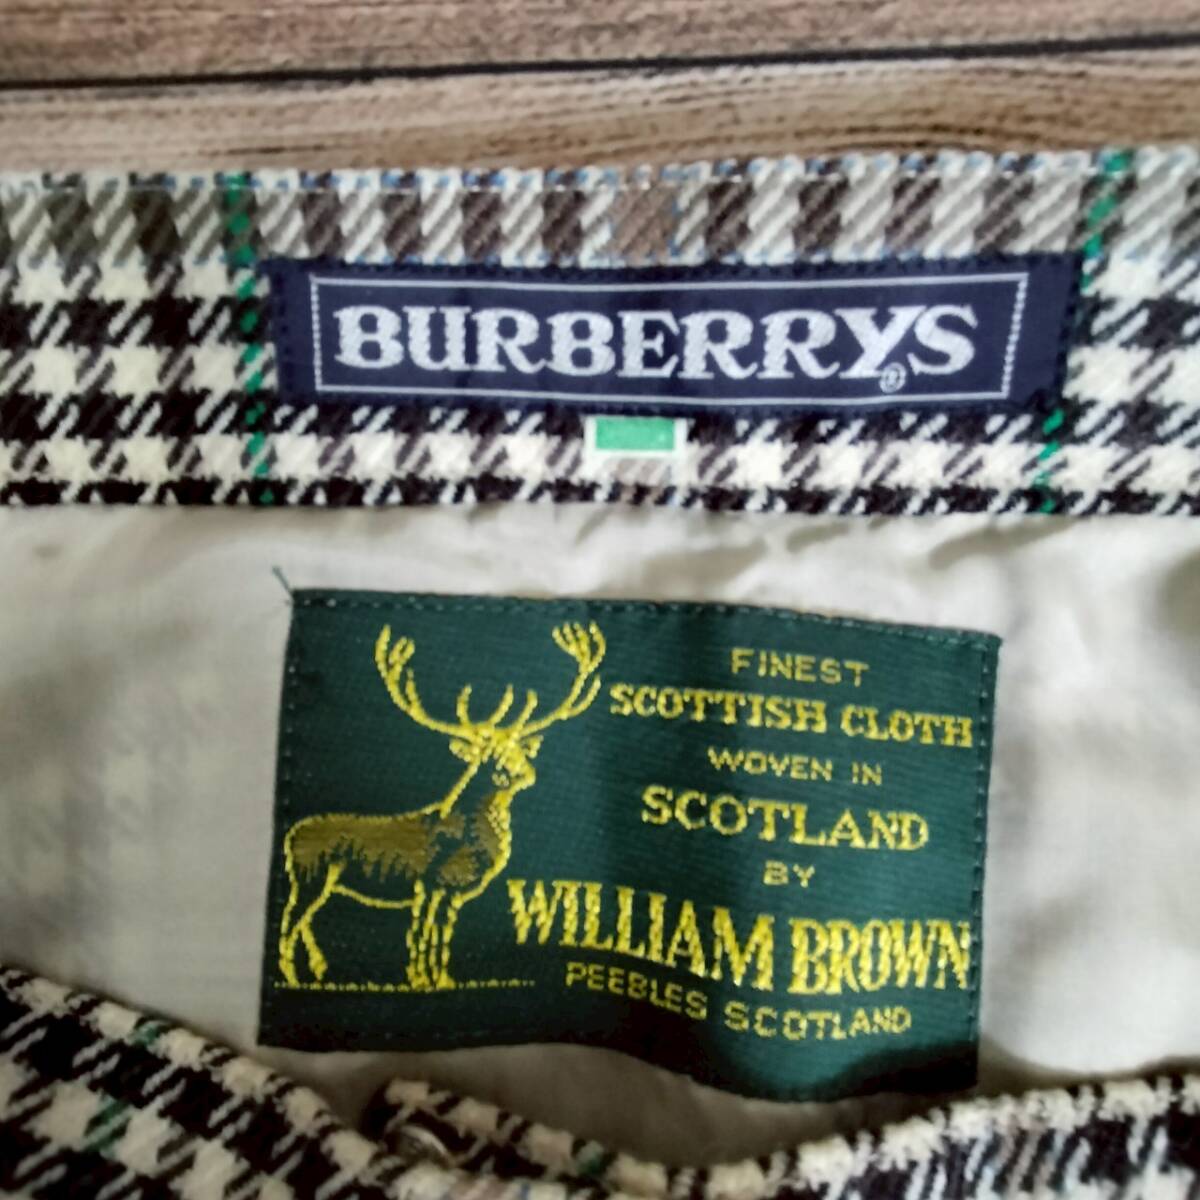 BURBERRYS®
FINEST
SCOTTISH CLOTH
WOVEN IN
SCOTLAND
BY
WILLIAM BROWN
PEEBLES SCOTLAND